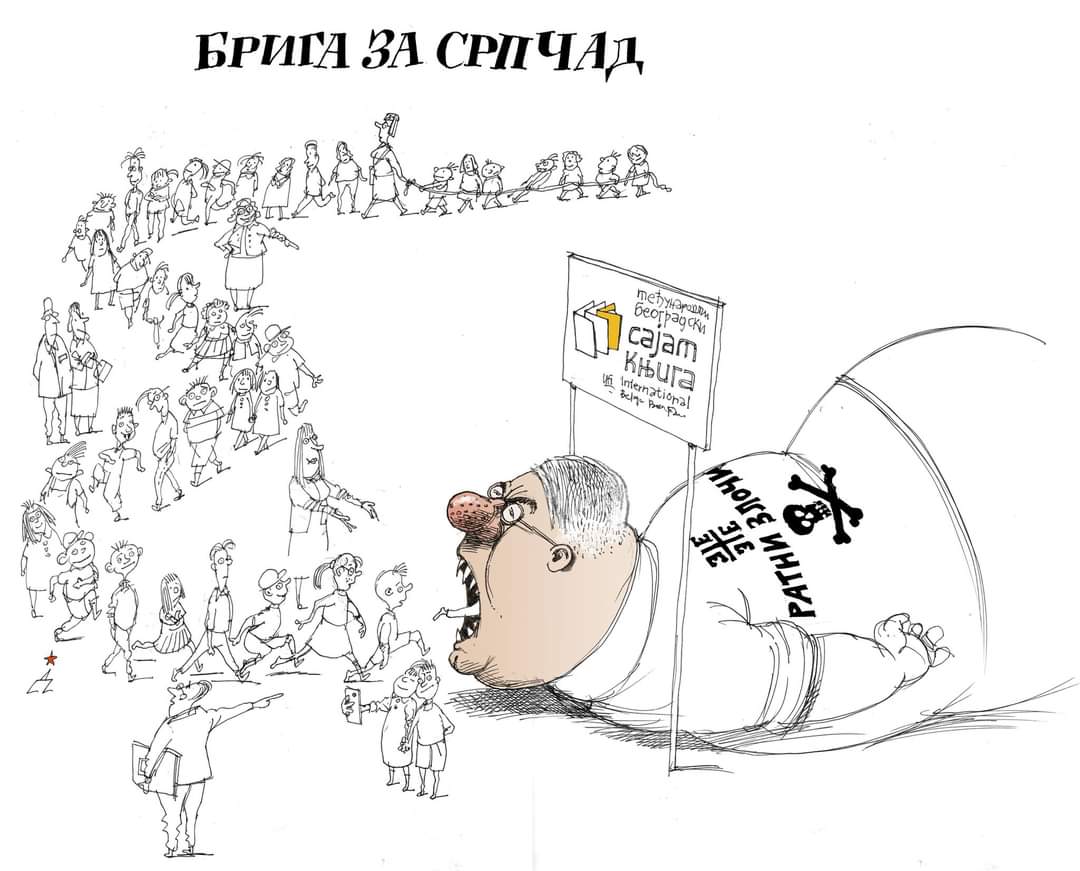 БРИГА ЗА СРПЧАД
међународни
београдски
сајам
књига
international
РАТНИ ЗЛОЧИ